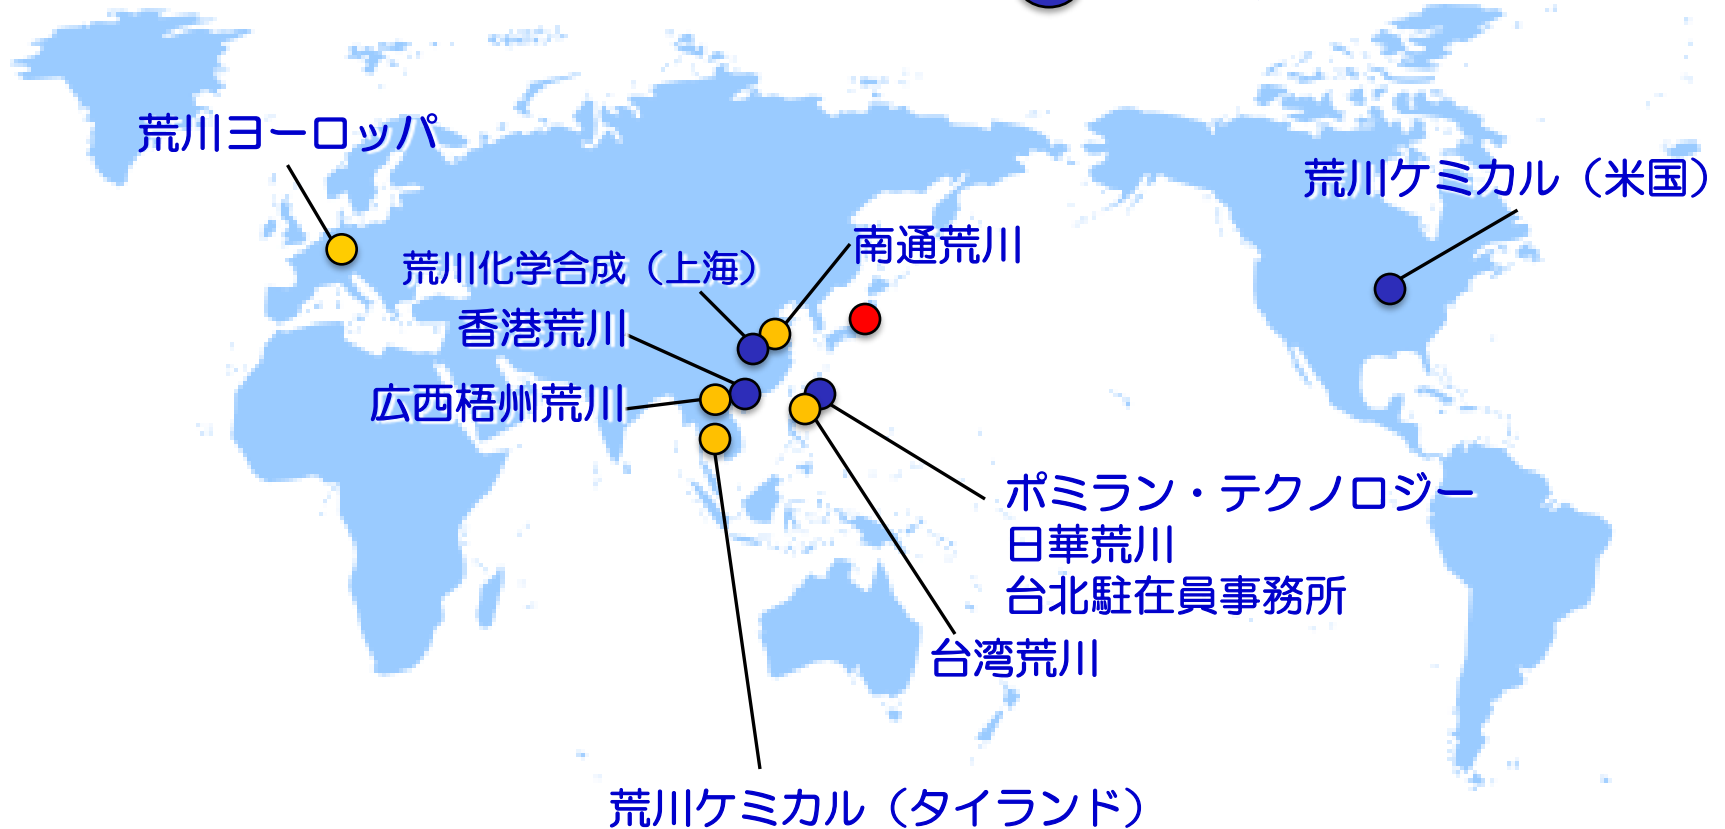 荒川ヨーロッパ
荒川ケミカル（米国）
南通荒川
荒川化学合成（上海）
香港荒川
広西梧州荒川
ポミラン・テクノロジー
日華荒川
台北駐在員事務所
台湾荒川
荒川ケミカル（タイランド）